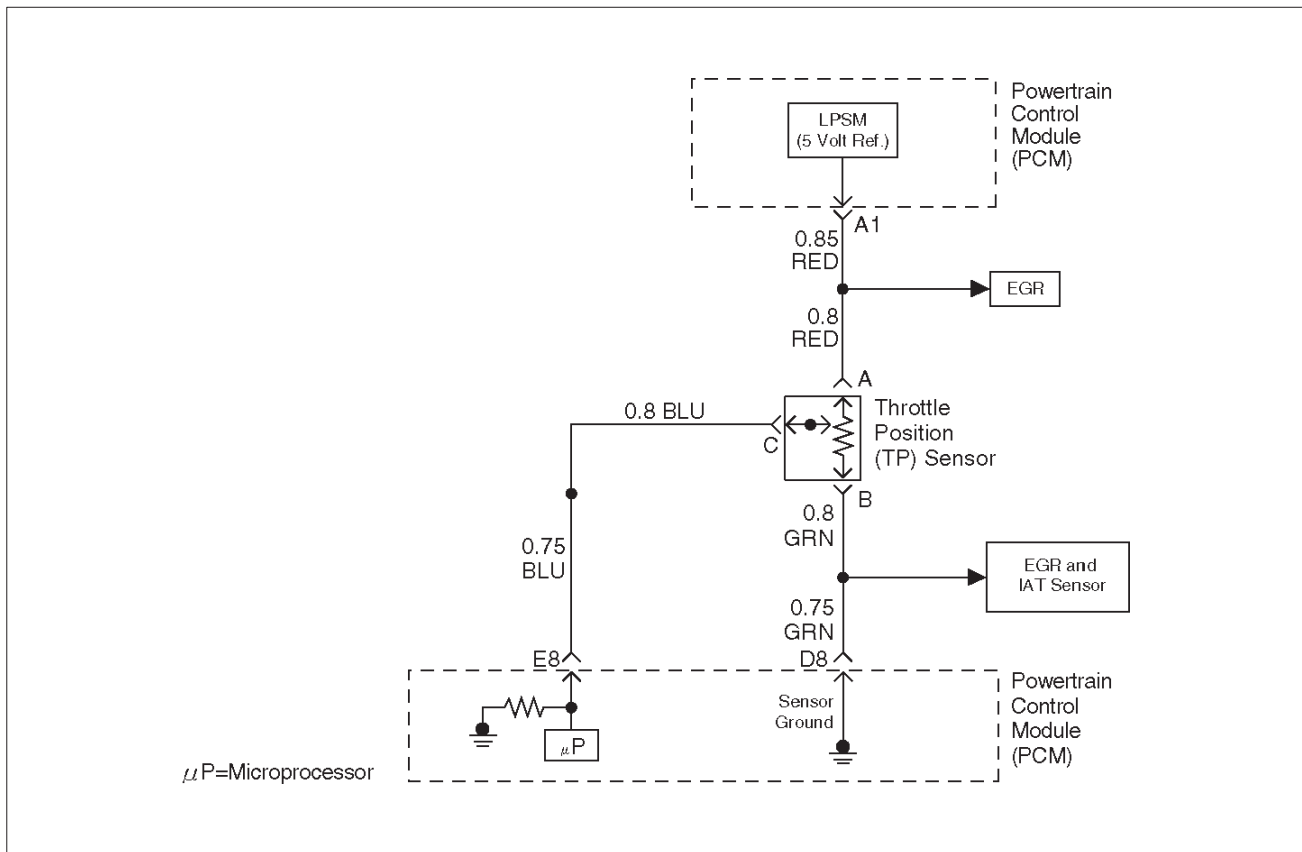 Powertrain
Control
Module
(PCM)
LPSM
(5 Volt Ref.)
A1
0.85
RED
EGR
0.8
RED
A
0.8 BLU
C
Throttle
Position
(TP) Sensor
B
0.8
GRN
0.75
BLU
EGR and
IAT Sensor
0.75
GRN
E8
D8
Powertrain
Control
Module
(PCM)
Sensor
Ground
μP
μP=Microprocessor